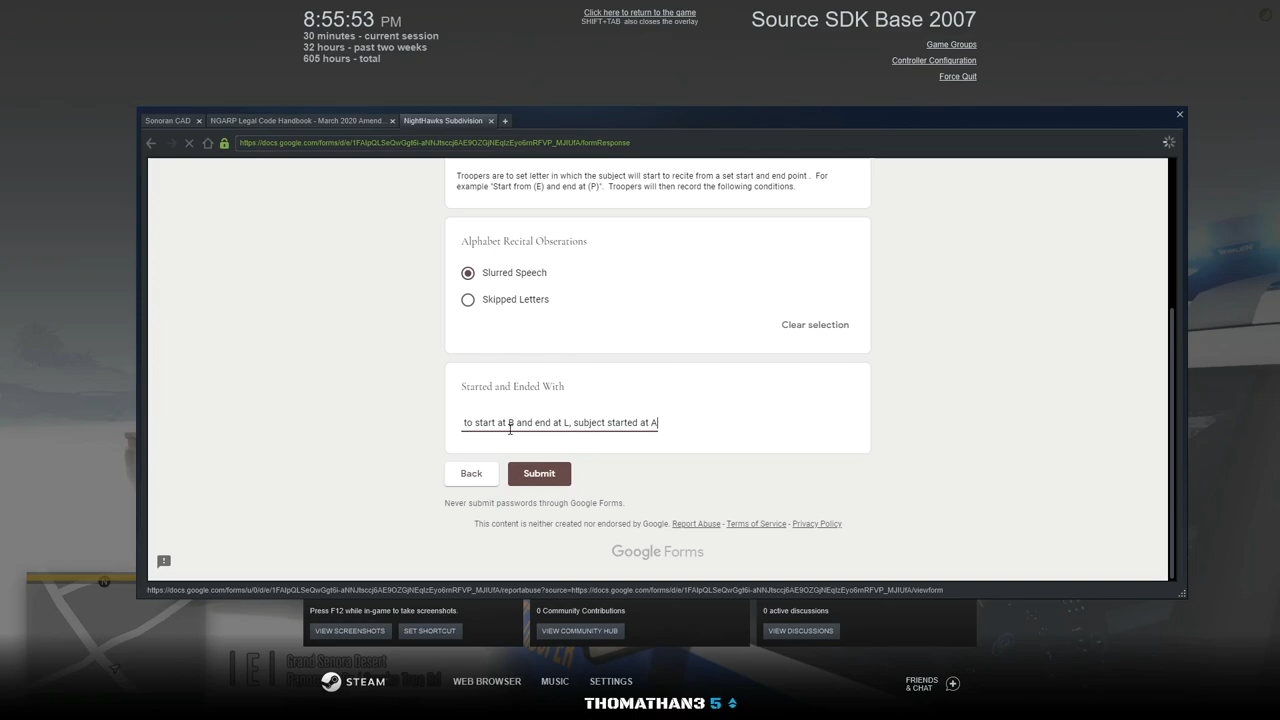 8:55:53 PM
30 minutes - current session
32 hours - past two weeks
605 hours - total
Click here to return to the game
SHIFT+TAB also closes the overlay
Source SDK Base 2007
Game Groups
Controller Configuration
Force Quit
Sonoran CAD
NGARP Legal Code Handbook - March 2020 Amend...
NightHawks Subdivision
Troopers are to set letter in which the subject will start to recite from a set start and end point . For
example "Start from (E) and end at (P)". Troopers will then record the following conditions.
Alphabet Recital Obserations
Slurred Speech
Skipped Letters
Clear selection
Started and Ended With
to start at B and end at L, subject started at A
Back
Submit
Never submit passwords through Google Forms.
This content is neither created nor endorsed by Google. Report Abuse - Terms of Service - Privacy Policy
Google Forms
Press F12 while in-game to take screenshots.
VIEW SCREENSHOTS
SET SHORTCUT
0 Community Contributions
VIEW COMMUNITY HUB
0 active discussions
VIEW DISCUSSIONS
N
E
Grand Senora Desert
STEAM
WEB BROWSER
MUSIC
SETTINGS
FRIENDS
& CHAT
THOMATHAN3 5